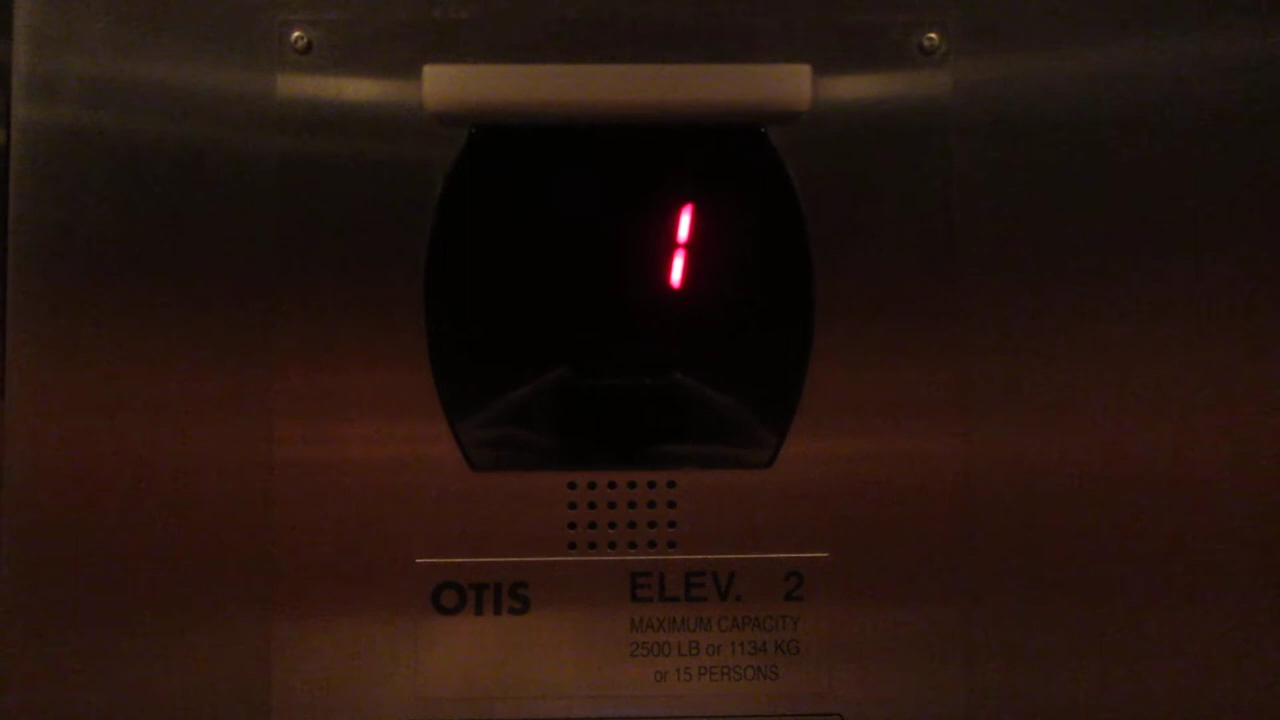 1
OTIS
ELEV. 2
MAXIMUM CAPACITY
2500 LB or 1134 KG
or 15 PERSONS